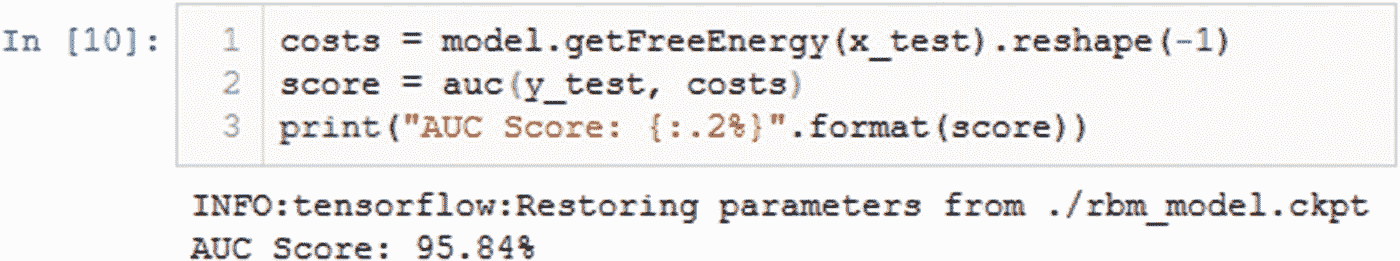 In [10]:
1 costs = model.getFreeEnergy(x_test).reshape(-1)
2 score = auc(y_test, costs)
3 print("AUC Score: {:.2%}".format(score))
INFO:tensorflow:Restoring parameters from ./rbm_model.ckpt
AUC Score: 95.84%